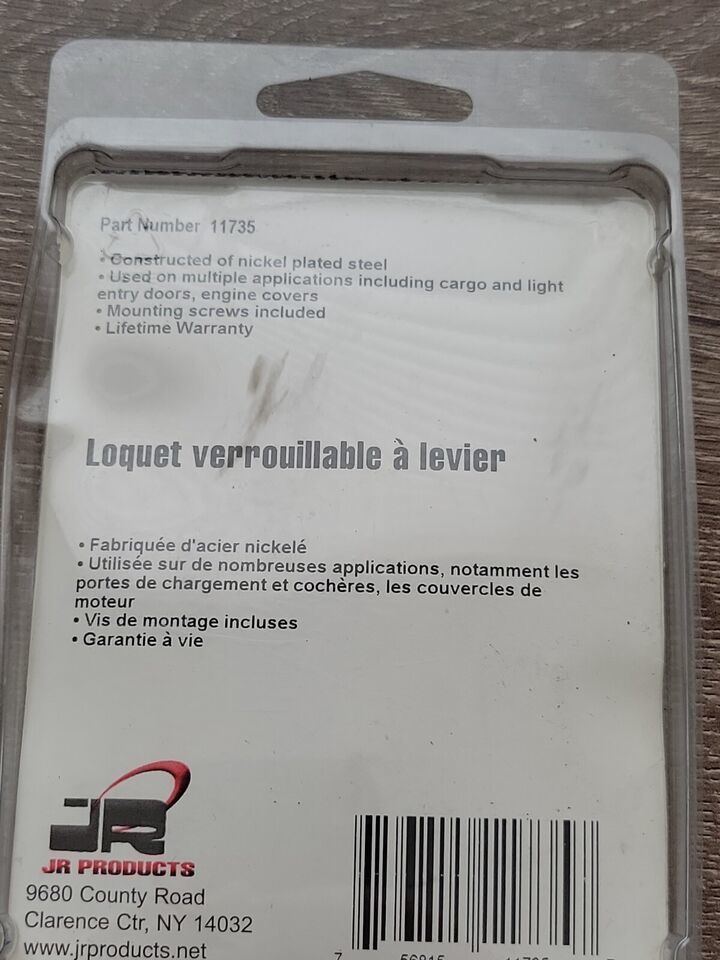 Part Number 11735
• Constructed of nickel plated steel
• Used on multiple applications including cargo and light
entry doors, engine covers
• Mounting screws included
• Lifetime Warranty
Loquet verrouillable à levier
• Fabriquée d'acier nickelé
• Utilisée sur de nombreuses applications, notamment les
portes de chargement et cochères, les couvercles de
moteur
• Vis de montage incluses
• Garantie à vie
JR
JR PRODUCTS
9680 County Road
Clarence Ctr, NY 14032
www.jrproducts.net